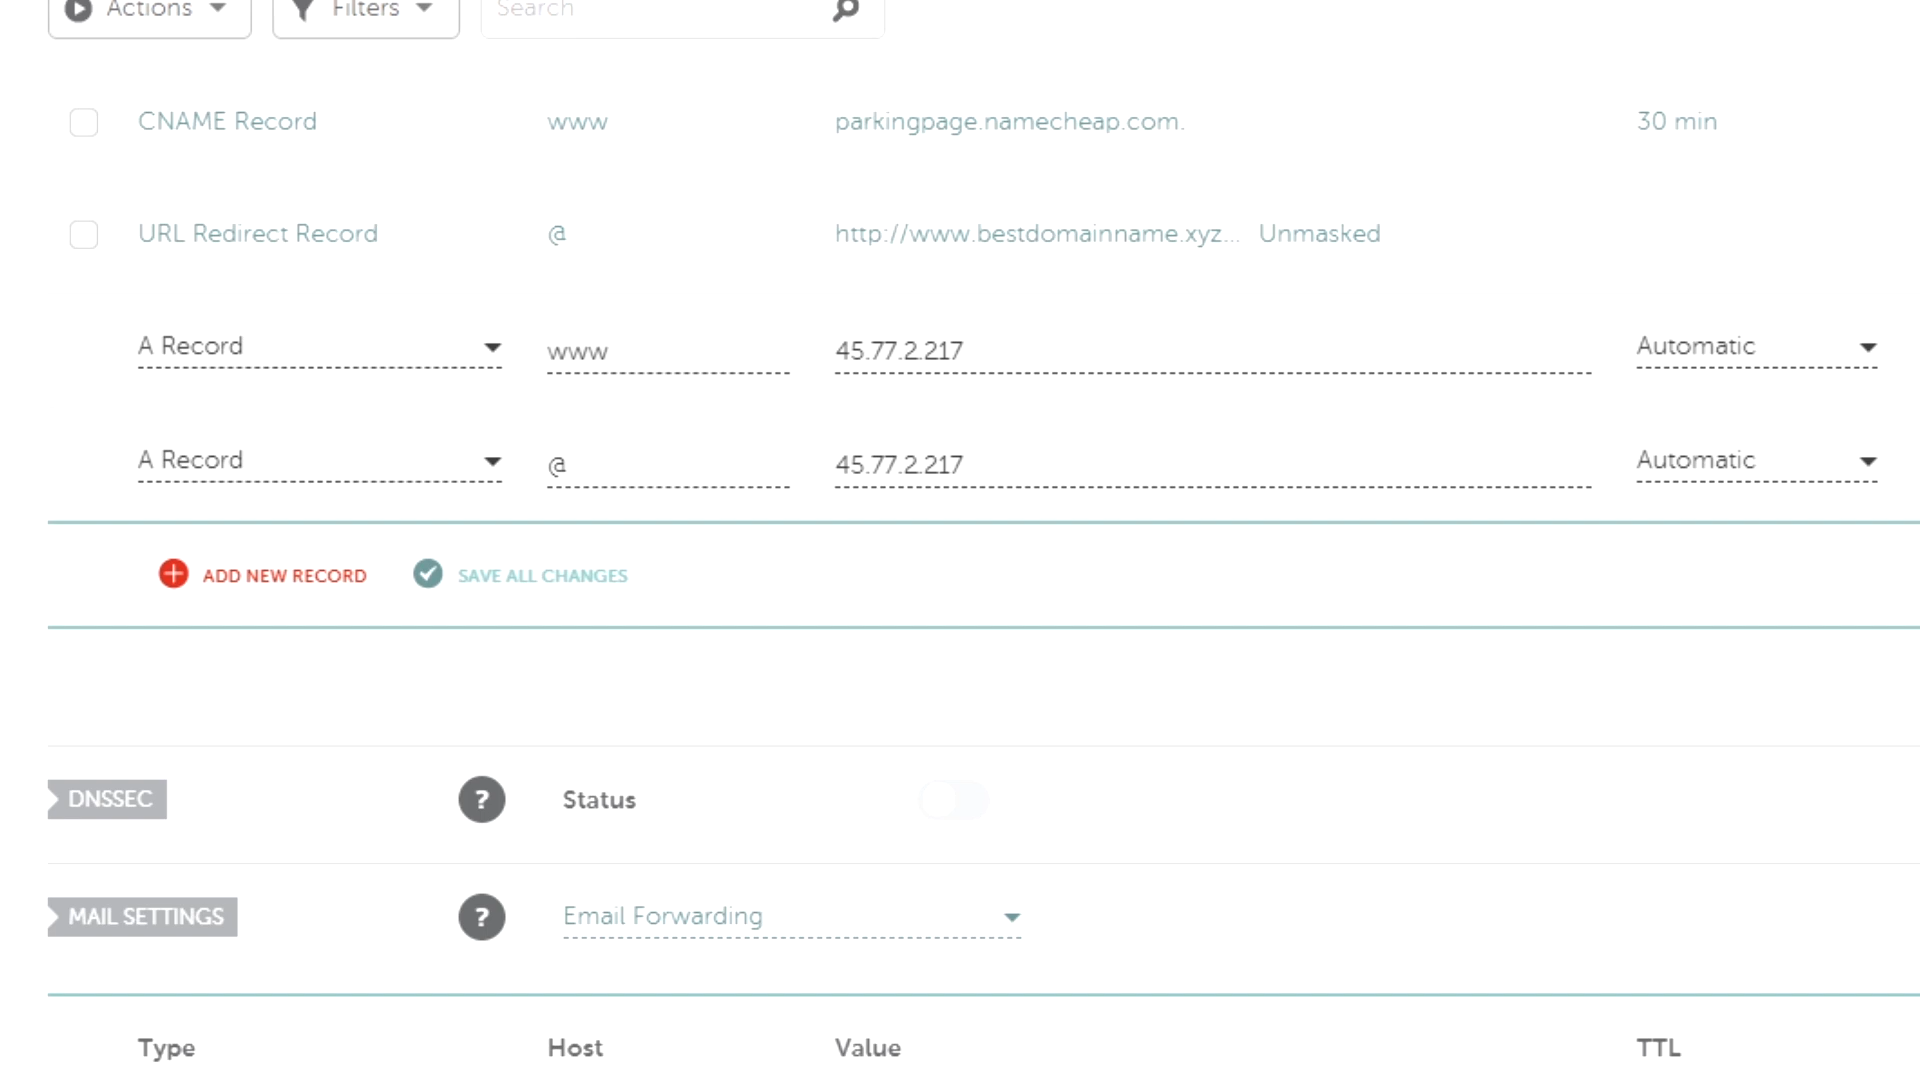 Actions Filters Search
CNAME Record www parkingpage.namecheap.com. 30 min
URL Redirect Record @ http://www.bestdomainname.xyz... Unmasked
A Record www 45.77.2.217 Automatic
A Record @ 45.77.2.217 Automatic
ADD NEW RECORD SAVE ALL CHANGES
DNSSEC ? Status
MAIL SETTINGS ? Email Forwarding
Type Host Value TTL